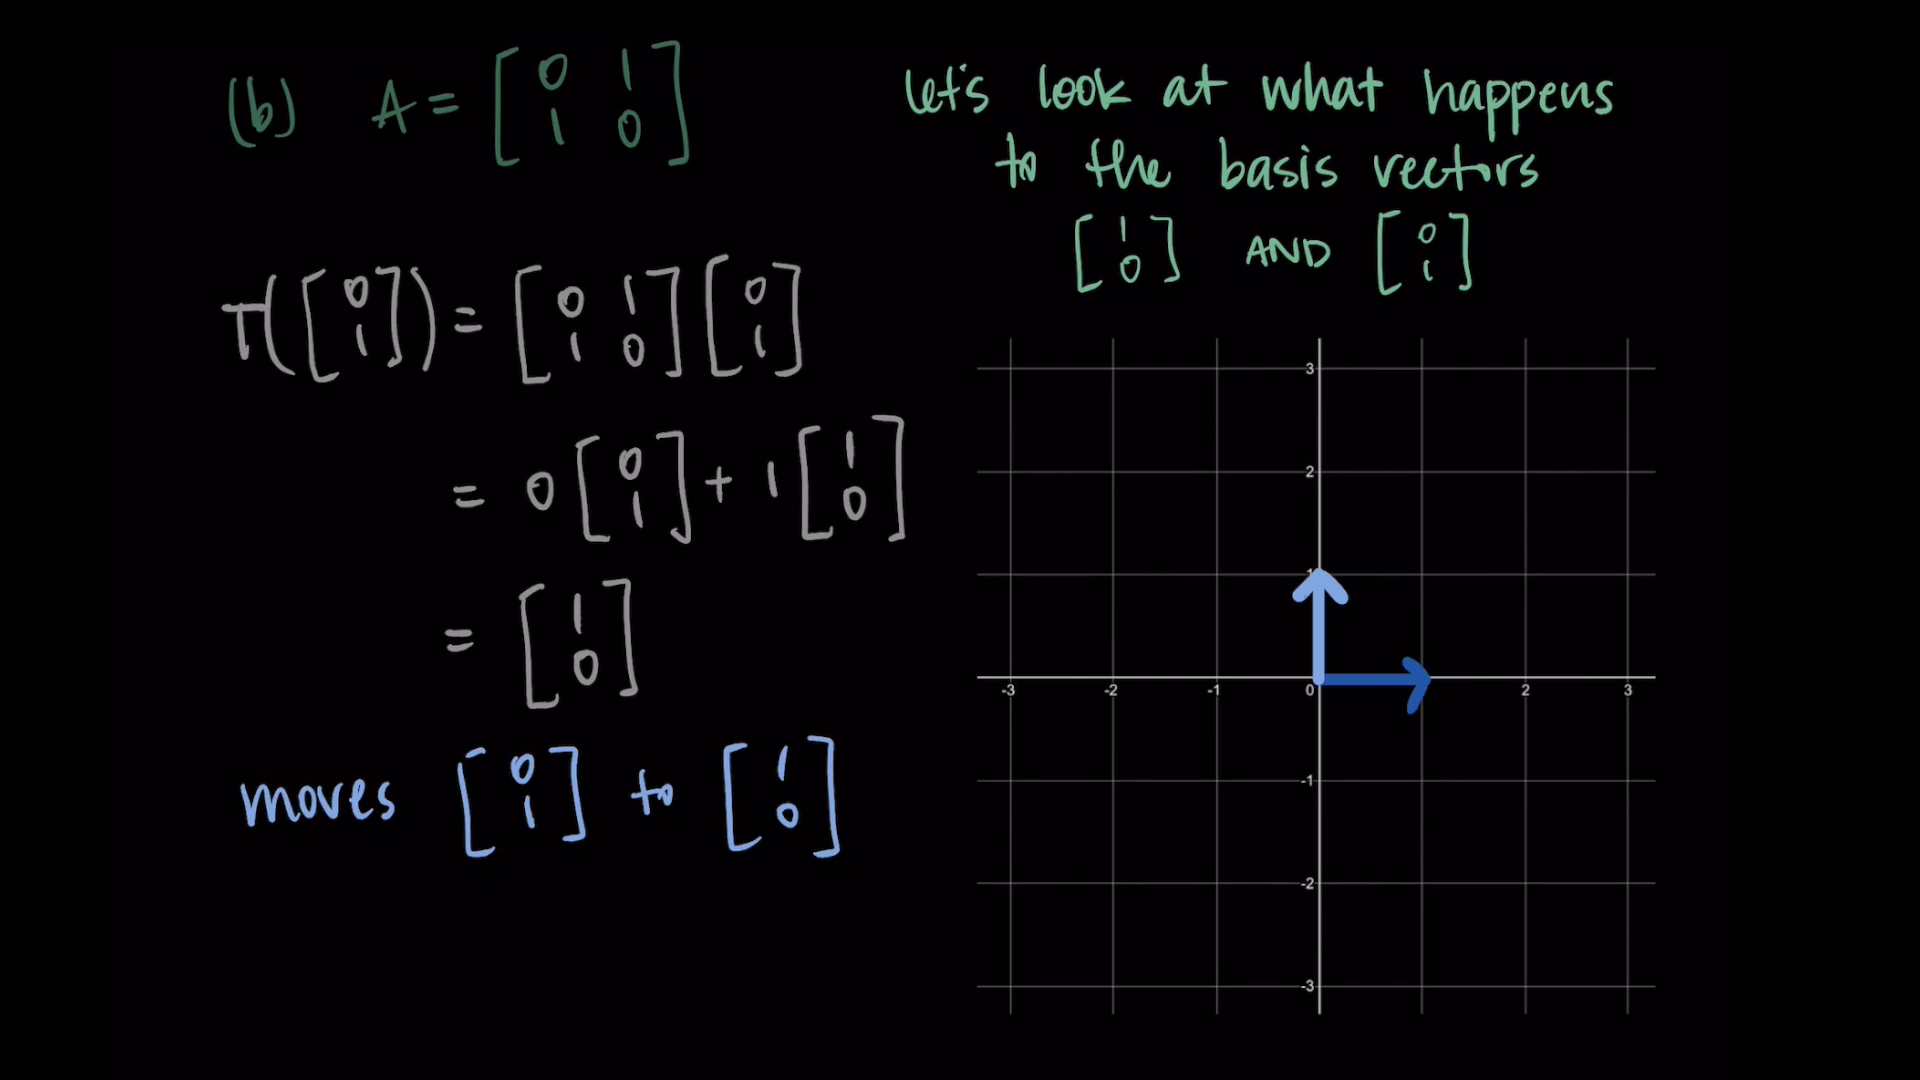 (b) A = [0 1; 1 0]
let's look at what happens
to the basis vectors
[1; 0] AND [0; 1]
T([0; 1]) = [0 1; 1 0][0; 1]
= 0[0; 1] + 1[1; 0]
= [1; 0]
moves [0; 1] to [1; 0]
3
2
1
-3 -2 -1 0 2 3
-1
-2
-3